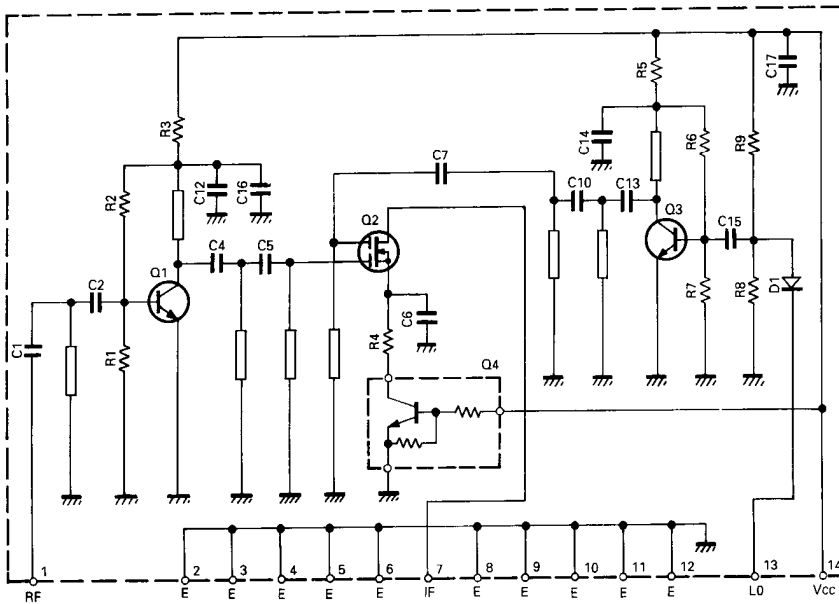 R3
R5
C17
C14
R6
R9
R2
C12
C16
C7
Q2
C10
C13
Q3
C15
Q1
C4
C5
C2
C6
R7
R8
D1
C1
R1
R4
Q4
1 2 3 4 5 6 7 8 9 10 11 12 13 14
RF E E E E E IF E E E E E LO Vcc